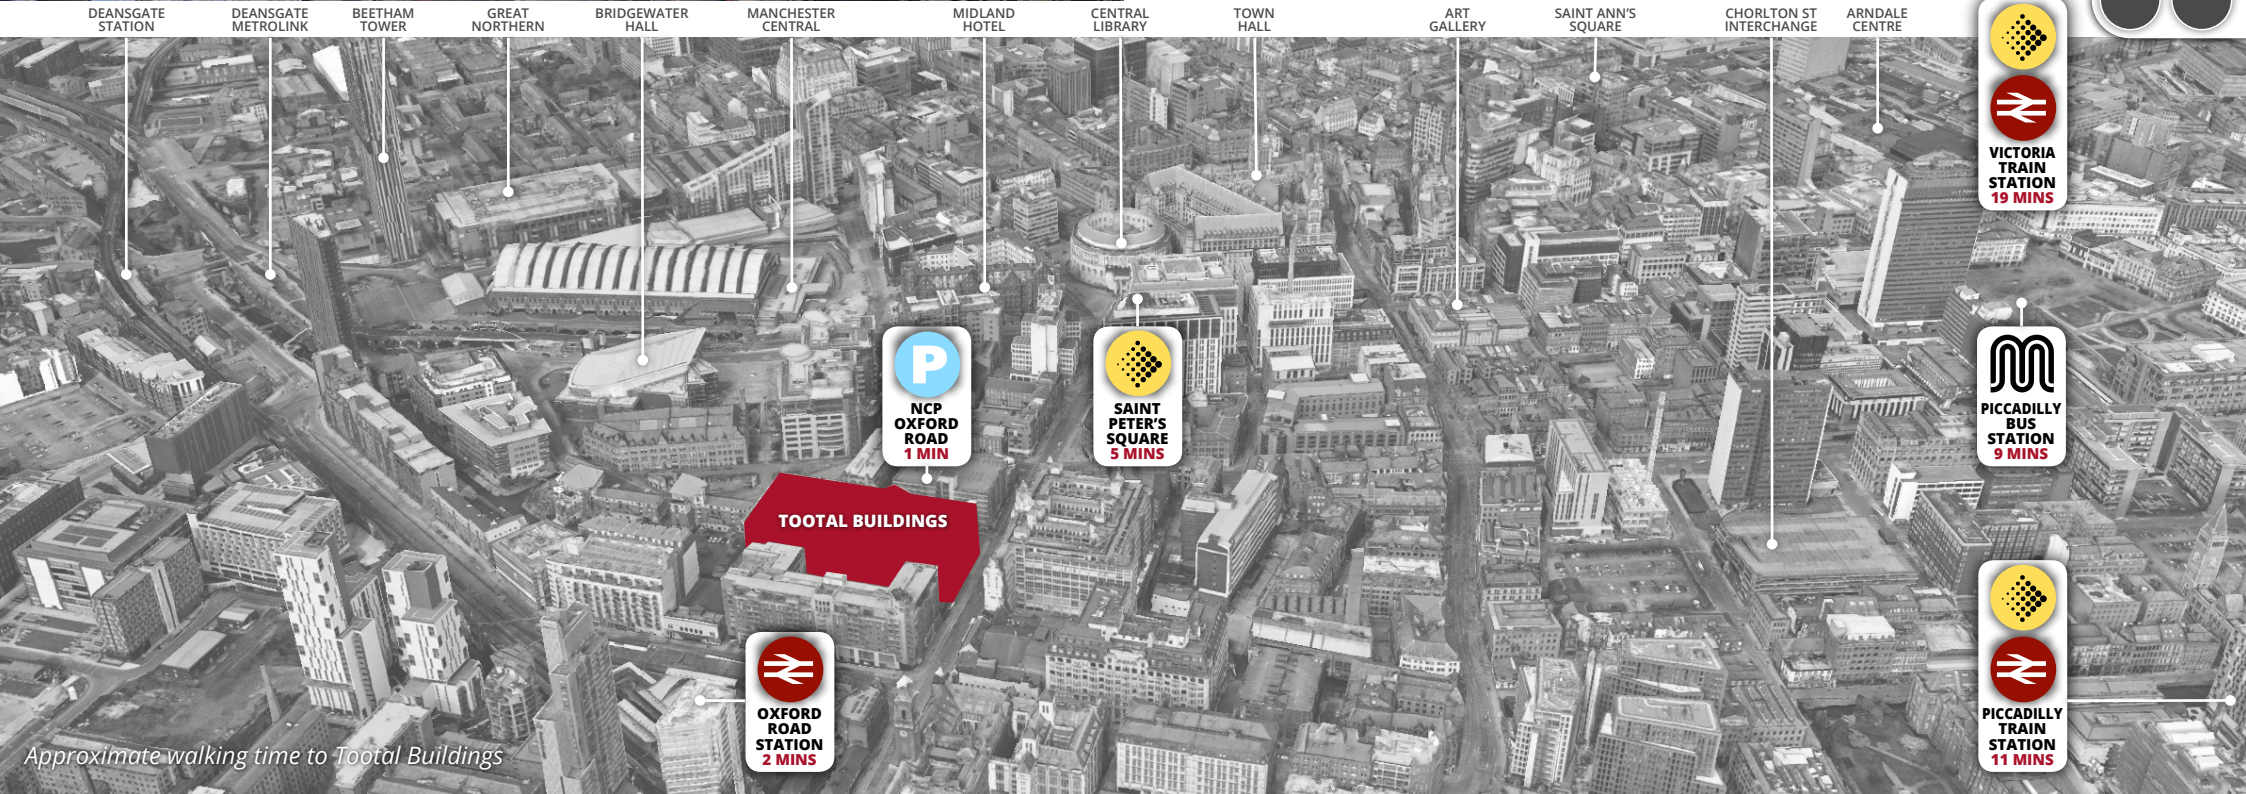 DEANSGATE
STATION
DEANSGATE
METROLINK
BEETHAM
TOWER
GREAT
NORTHERN
BRIDGEWATER
HALL
MANCHESTER
CENTRAL
MIDLAND
HOTEL
CENTRAL
LIBRARY
TOWN
HALL
ART
GALLERY
SAINT ANN'S
SQUARE
CHORLTON ST
INTERCHANGE
ARNDALE
CENTRE
VICTORIA
TRAIN
STATION
19 MINS
P
NCP
OXFORD
ROAD
1 MIN
SAINT
PETER'S
SQUARE
5 MINS
M
PICCADILLY
BUS
STATION
9 MINS
TOOTAL BUILDINGS
OXFORD
ROAD
STATION
2 MINS
PICCADILLY
TRAIN
STATION
11 MINS
Approximate walking time to Tootal Buildings